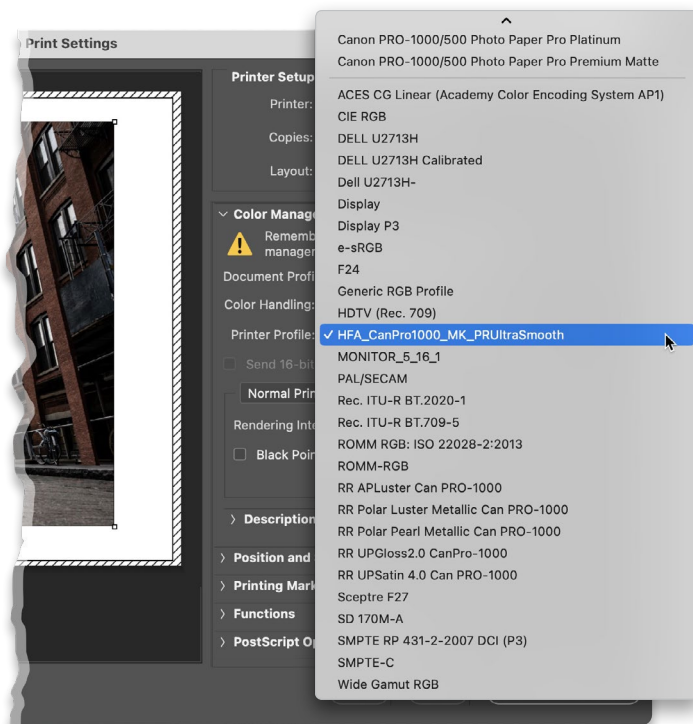 Print Settings
Printer Setup
Printer:
Copies:
Layout:
Color Manag
Rememb
manager
Document Profi
Color Handling:
Printer Profile:
Send 16-bit
Normal Prin
Rendering Inte
Black Poin
Description
Position and
Printing Mark
Functions
PostScript Op
Canon PRO-1000/500 Photo Paper Pro Platinum
Canon PRO-1000/500 Photo Paper Pro Premium Matte
ACES CG Linear (Academy Color Encoding System AP1)
CIE RGB
DELL U2713H
DELL U2713H Calibrated
Dell U2713H-
Display
Display P3
e-sRGB
F24
Generic RGB Profile
HDTV (Rec. 709)
✓ HFA_CanPro1000_MK_PRUltraSmooth
MONITOR_5_16_1
PAL/SECAM
Rec. ITU-R BT.2020-1
Rec. ITU-R BT.709-5
ROMM RGB: ISO 22028-2:2013
ROMM-RGB
RR APLuster Can PRO-1000
RR Polar Luster Metallic Can PRO-1000
RR Polar Pearl Metallic Can PRO-1000
RR UPGloss2.0 CanPro-1000
RR UPSatin 4.0 Can PRO-1000
Sceptre F27
SD 170M-A
SMPTE RP 431-2-2007 DCI (P3)
SMPTE-C
Wide Gamut RGB